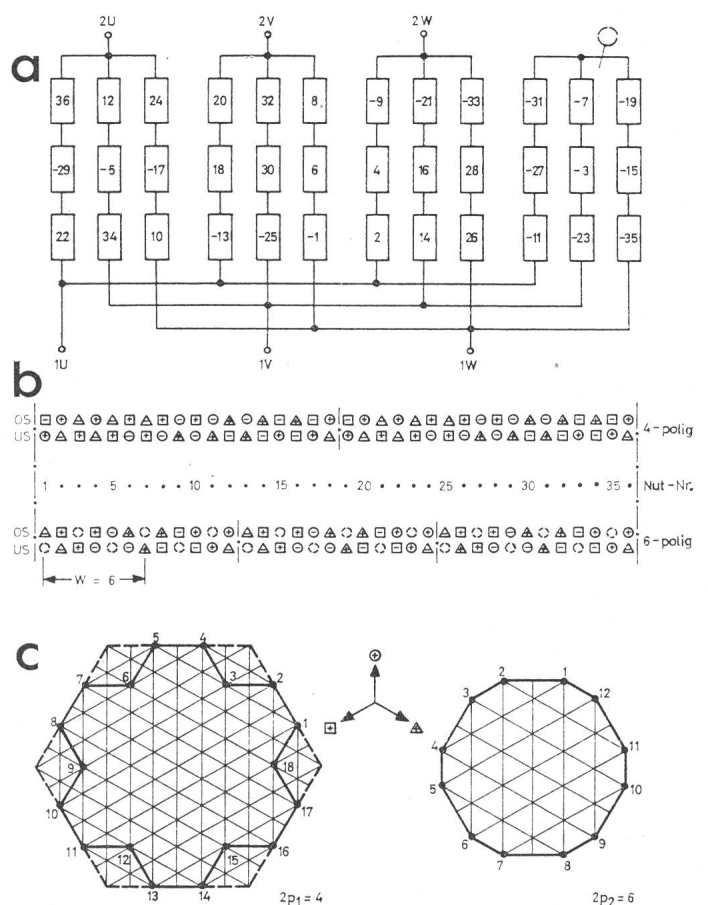 a
2U 2V 2W
36 12 24 20 32 8 -9 -21 -33 -31 -7 -19
-29 -5 -17 18 30 6 4 16 28 -27 -3 -15
22 34 10 -13 -25 -1 2 14 26 -11 -23 -35
1U 1V 1W
b
OS
US
4-polig
1 5 10 15 20 25 30 35 Nut-Nr.
OS
US
6-polig
W = 6
c
5 4
7 6 3 2
8 1
9 18
10 17
11 12 15 16
13 14
2p₁ = 4
2 1
3 12
4 11
5 10
6 9
7 8
2p₂ = 6